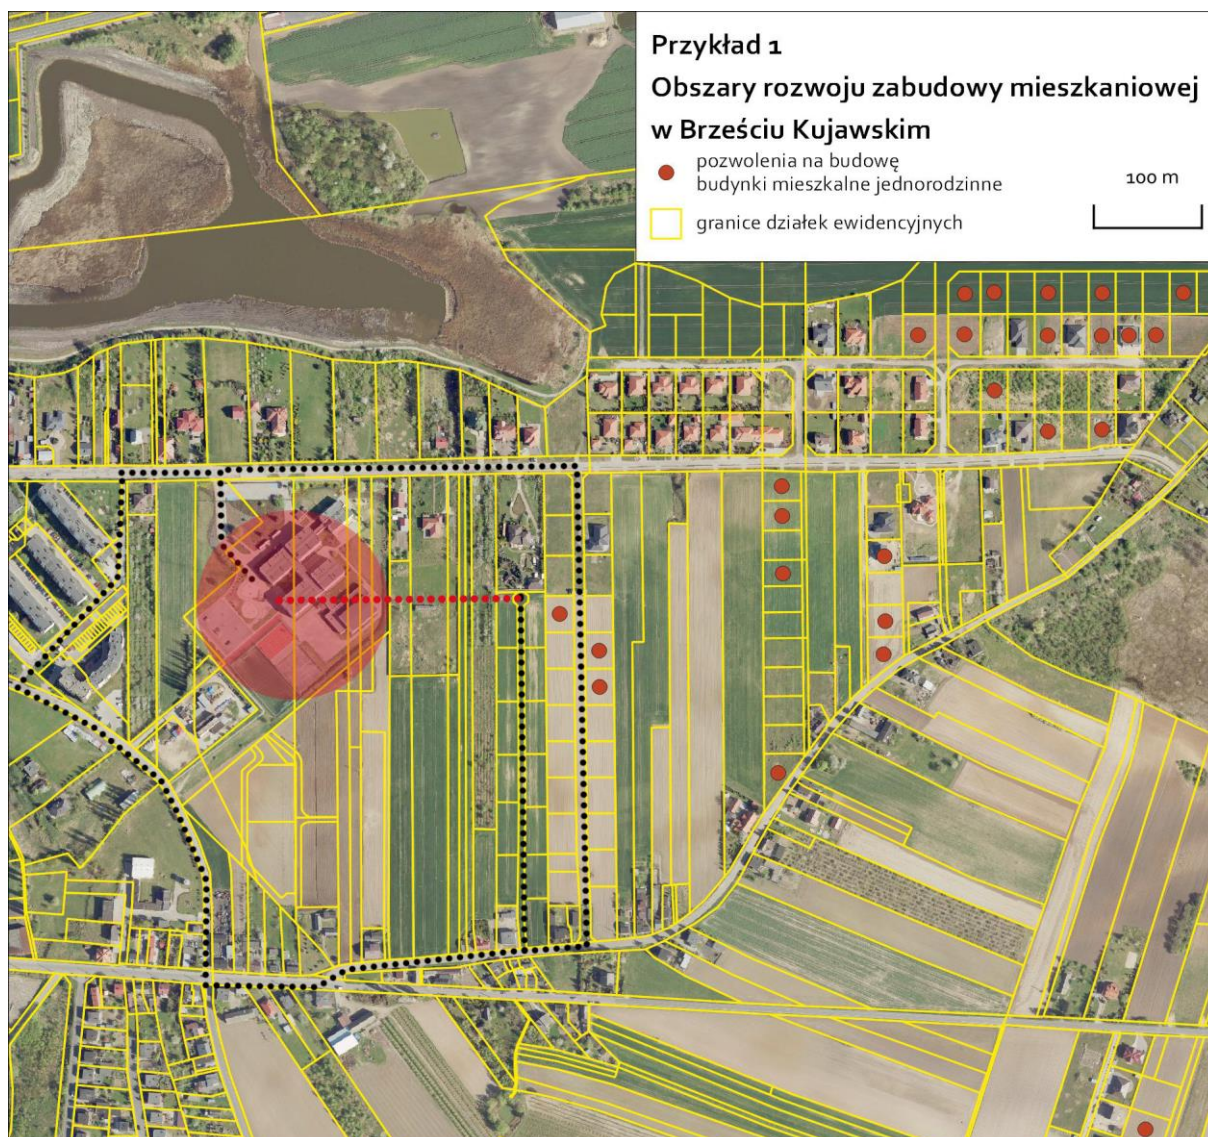 Przykład 1
Obszary rozwoju zabudowy mieszkaniowej
w Brześciu Kujawskim
pozwolenia na budowę
budynki mieszkalne jednorodzinne
100 m
granice działek ewidencyjnych